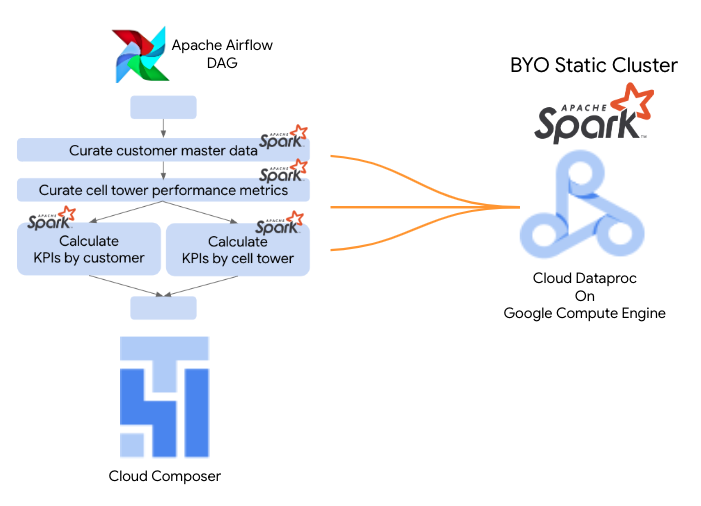 Apache Airflow
DAG
BYO Static Cluster
APACHE
Spark™
APACHE
Spark
Curate customer master data
APACHE
Spark
Curate cell tower performance metrics
APACHE
Spark
APACHE
Spark
Calculate
KPIs by customer
Calculate
KPIs by cell tower
Cloud Dataproc
On
Google Compute Engine
Cloud Composer